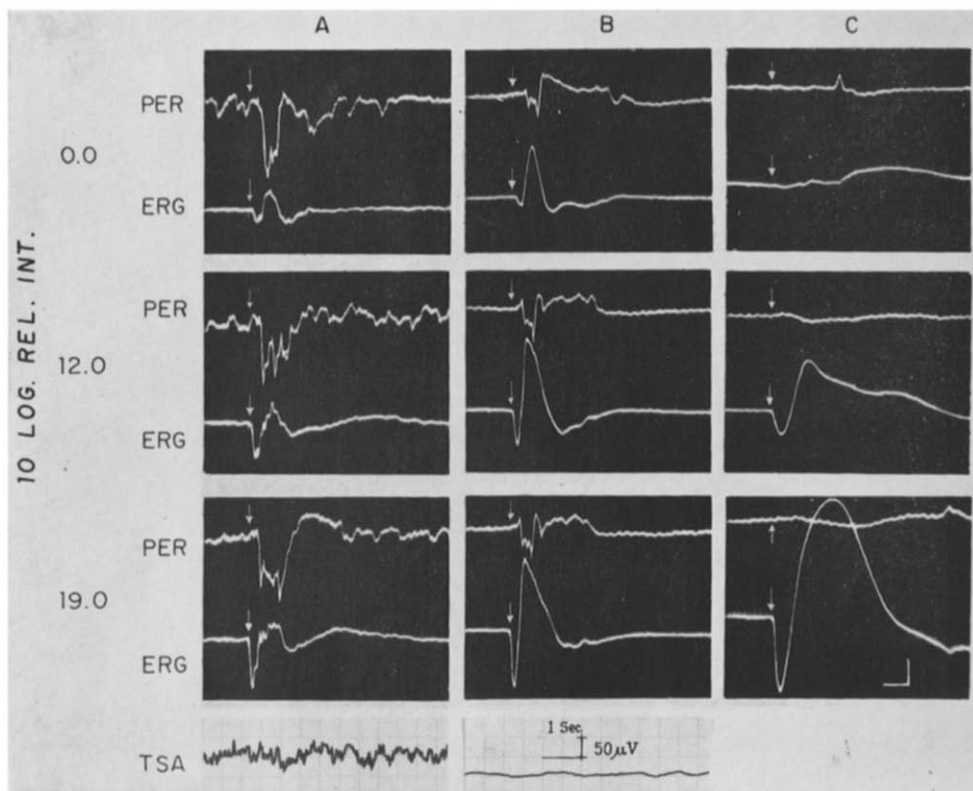 A B C
PER
0.0
ERG
10 LOG. REL. INT.
PER
12.0
ERG
PER
19.0
ERG
1 Sec
50µV
TSA